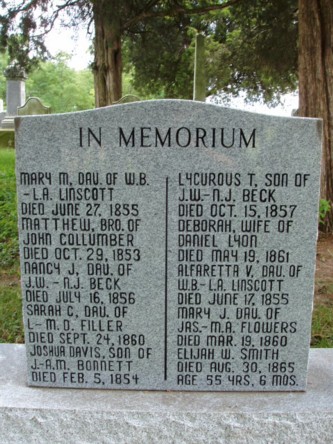 IN MEMORIUM
MARY M, DAU. OF W.B.
-L.A. LINSCOTT
DIED JUNE 27, 1855
MATTHEW, BRO. OF
JOHN COLLUMBER
DIED OCT. 29, 1853
NANCY J, DAU. OF
J.W. - N.J. BECK
DIED JULY 16, 1856
SARAH C, DAU. OF
L- M. D. FILLER
DIED SEPT. 24, 1860
JOSHUA DAVIS, SON OF
J.-A.M. BONNETT
DIED FEB. 5, 1854
LYCUROUS T, SON OF
J.W.-N.J. BECK
DIED OCT. 15, 1857
DEBORAH, WIFE OF
DANIEL LYON
DIED MAY 19, 1861
ALFARETTA V. DAU. OF
W.B.-L.A. LINSCOTT
DIED JUNE 17, 1855
MARY J. DAU. OF
JAS.-M.A. FLOWERS
DIED MAR. 19, 1860
ELIJAH W. SMITH
DIED AUG. 30, 1865
AGE: 55 YRS, 6 MOS.